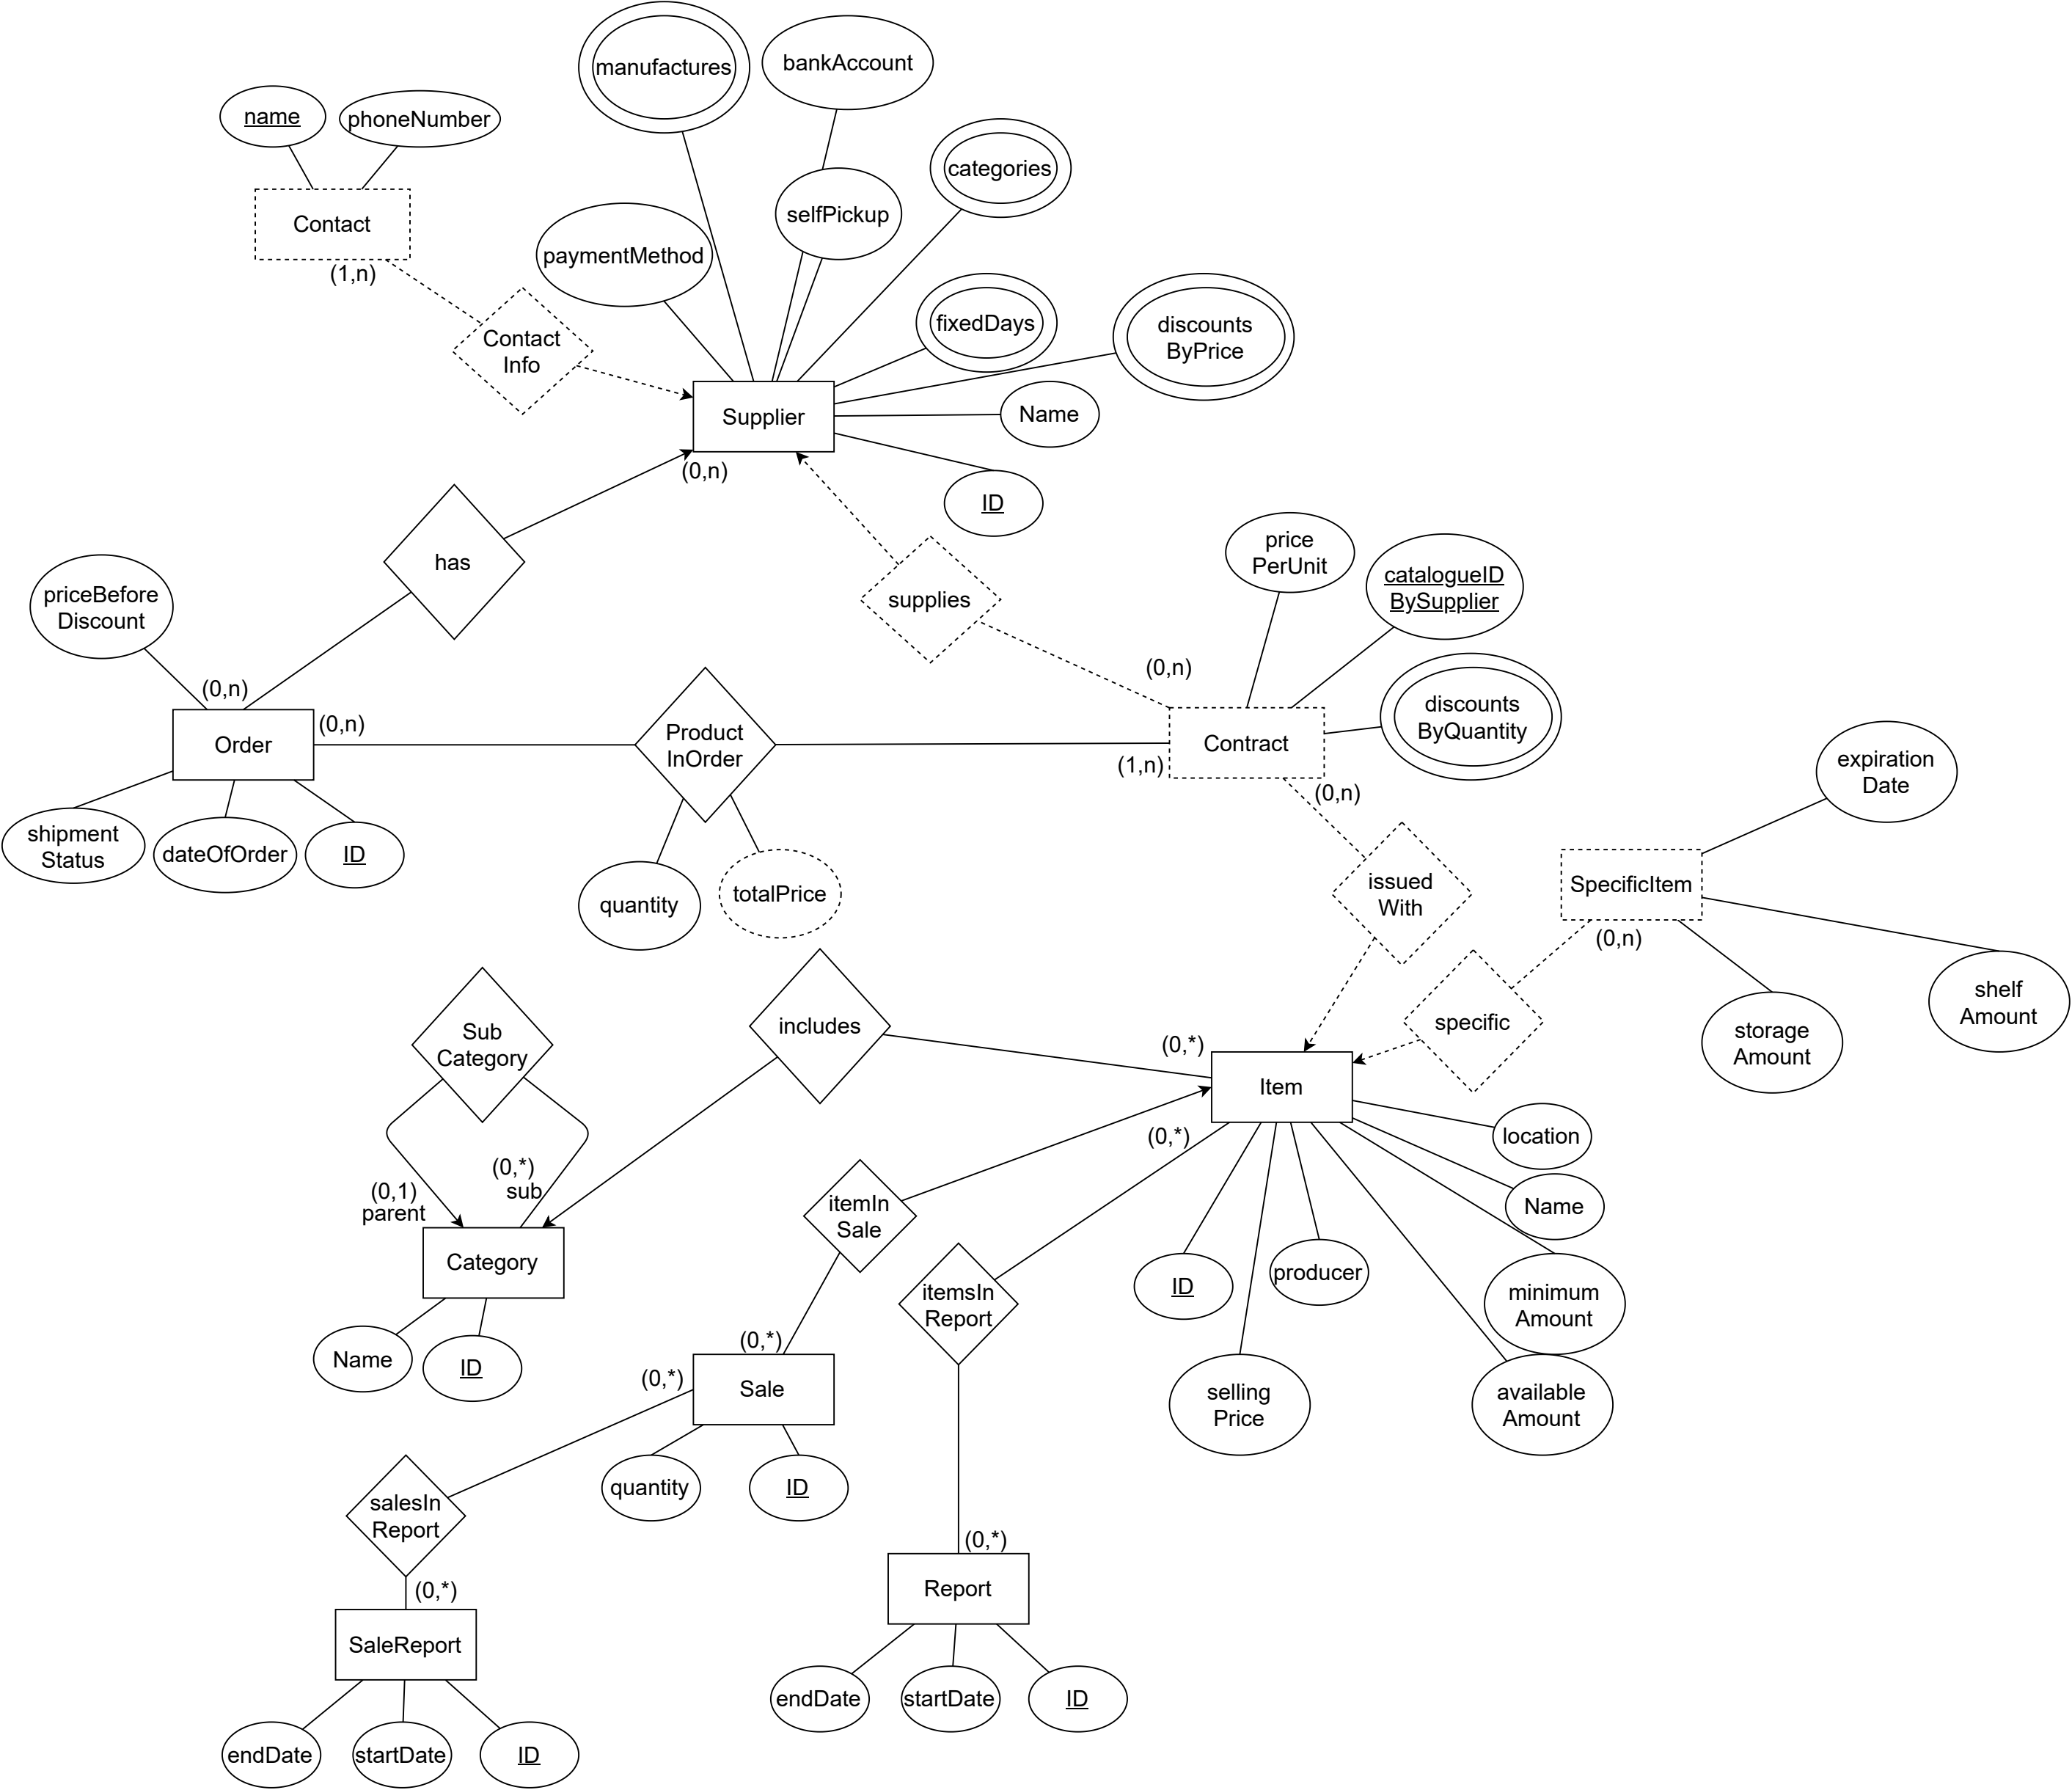 manufactures
bankAccount
name
phoneNumber
categories
selfPickup
Contact
paymentMethod
(1,n)
fixedDays
discounts
ByPrice
Contact
Info
Supplier
Name
(0,n)
ID
has
price
PerUnit
catalogueID
BySupplier
priceBefore
Discount
supplies
(0,n)
(0,n)
(0,n)
Order
Product
InOrder
Contract
discounts
ByQuantity
(1,n)
(0,n)
expiration
Date
shipment
Status
dateOfOrder
ID
quantity
totalPrice
issued
With
SpecificItem
(0,n)
Sub
Category
includes
(0,*)
specific
shelf
Amount
storage
Amount
Item
location
(0,*)
(0,*)
sub
(0,1)
parent
itemIn
Sale
Name
Category
itemsIn
Report
ID
producer
minimum
Amount
Name
ID
(0,*)
(0,*)
Sale
selling
Price
available
Amount
quantity
ID
salesIn
Report
(0,*)
(0,*)
Report
SaleReport
endDate
startDate
ID
endDate
startDate
ID